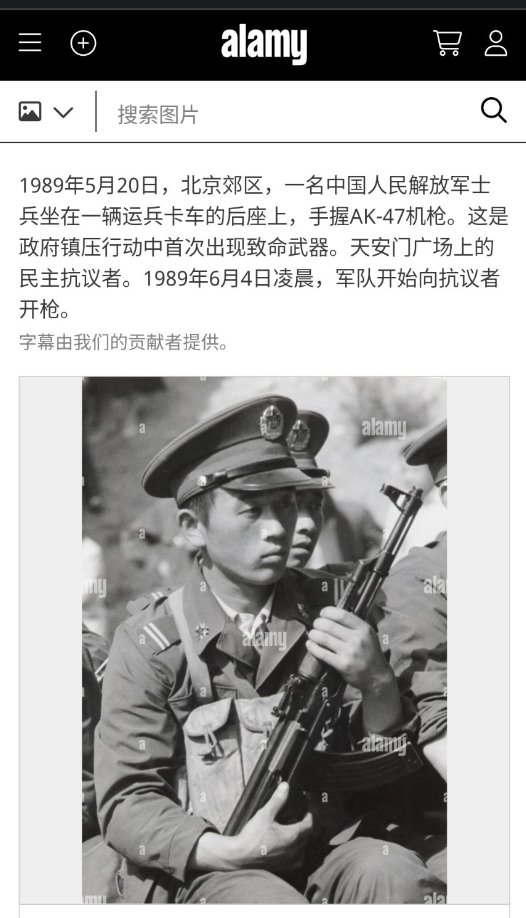 alamy
搜索图片
1989年5月20日，北京郊区，一名中国人民解放军士
兵坐在一辆运兵卡车的后座上，手握AK-47机枪。这是
政府镇压行动中首次出现致命武器。天安门广场上的
民主抗议者。1989年6月4日凌晨，军队开始向抗议者
开枪。
字幕由我们的贡献者提供。
a
alamy
a
a
a
alamy
a
alamy
a
alamy
a
a
a
a
alamy
a
a
a
a
alamy
alamy